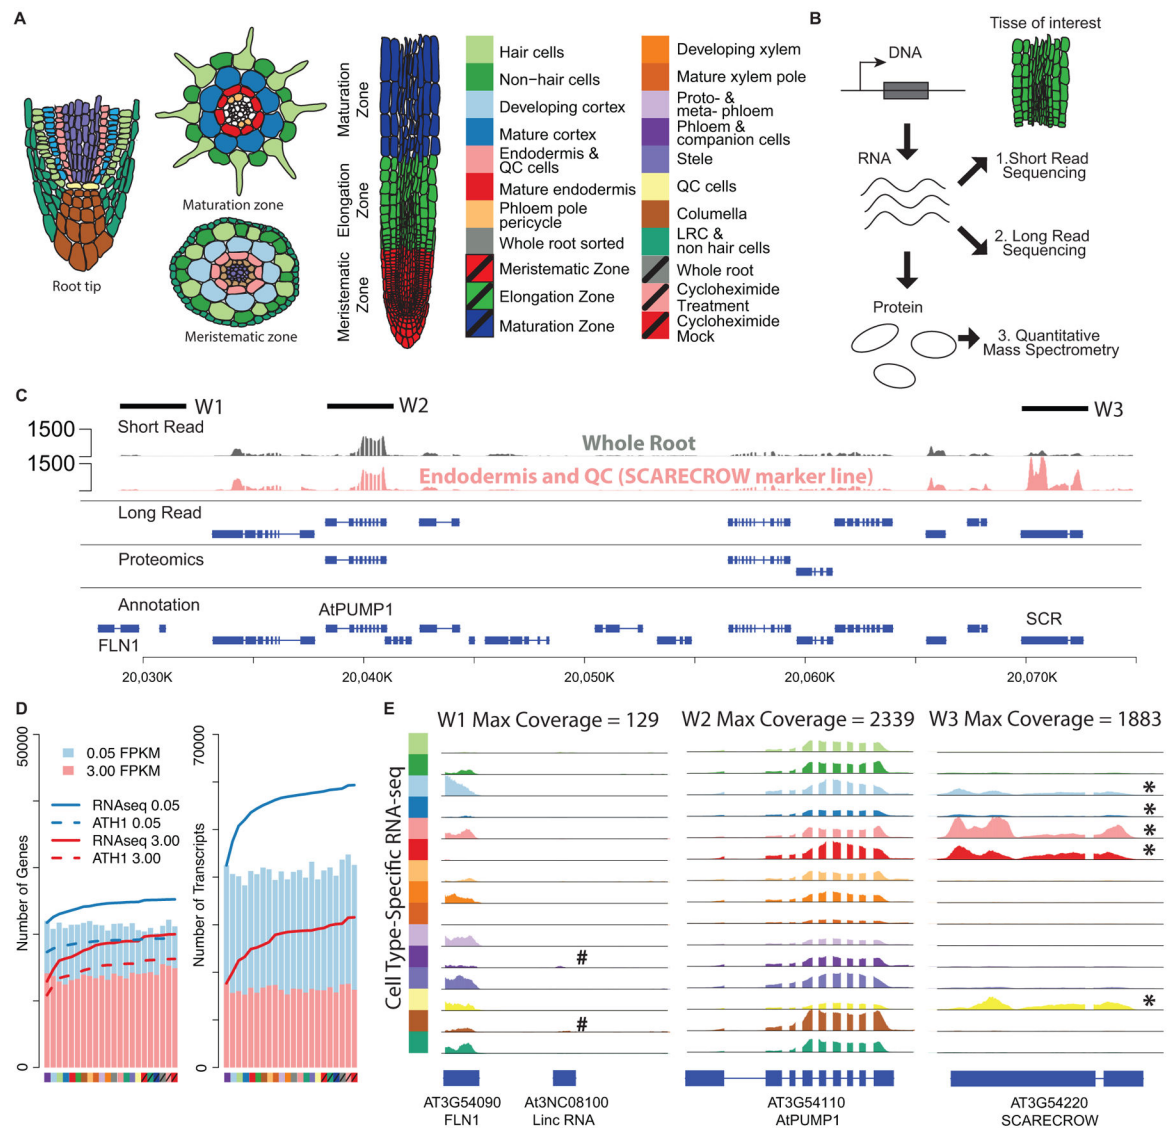 A
Root tip
Maturation zone
Meristematic zone
Maturation
Zone
Elongation
Zone
Meristematic
Zone
Hair cells
Non-hair cells
Developing cortex
Mature cortex
Endodermis &
QC cells
Mature endodermis
Phloem pole
pericycle
Whole root sorted
Meristematic Zone
Elongation Zone
Maturation Zone
Developing xylem
Mature xylem pole
Proto- &
meta- phloem
Phloem &
companion cells
Stele
QC cells
Columella
LRC &
non hair cells
Whole root
Cycloheximide
Treatment
Cycloheximide
Mock
B
Tisse of interest
DNA
RNA
1.Short Read
Sequencing
2. Long Read
Sequencing
Protein
3. Quantitative
Mass Spectrometry
C
W1
W2
W3
Short Read
1500
Whole Root
1500
Endodermis and QC (SCARECROW marker line)
Long Read
Proteomics
Annotation
AtPUMP1
SCR
FLN1
20,030K
20,040K
20,050K
20,060K
20,070K
D
50000
Number of Genes
0
0.05 FPKM
3.00 FPKM
RNAseq 0.05
ATH1 0.05
RNAseq 3.00
ATH1 3.00
70000
Number of Transcripts
0
E
W1 Max Coverage = 129
W2 Max Coverage = 2339
W3 Max Coverage = 1883
Cell Type-Specific RNA-seq
*
*
*
*
#
*
#
AT3G54090
FLN1
At3NC08100
Linc RNA
AT3G54110
AtPUMP1
AT3G54220
SCARECROW